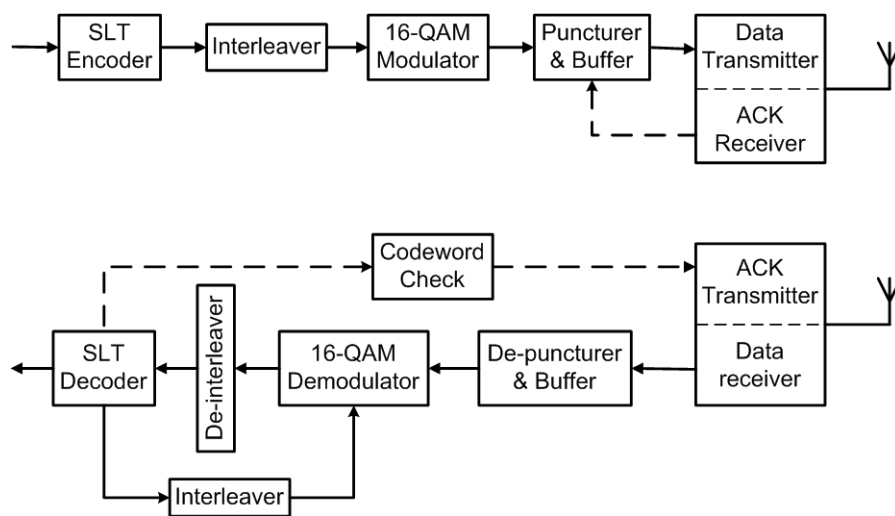 SLT
Encoder
Interleaver
16-QAM
Modulator
Puncturer
& Buffer
Data
Transmitter
ACK
Receiver
Codeword
Check
ACK
Transmitter
Data
receiver
SLT
Decoder
De-interleaver
16-QAM
Demodulator
De-puncturer
& Buffer
Interleaver